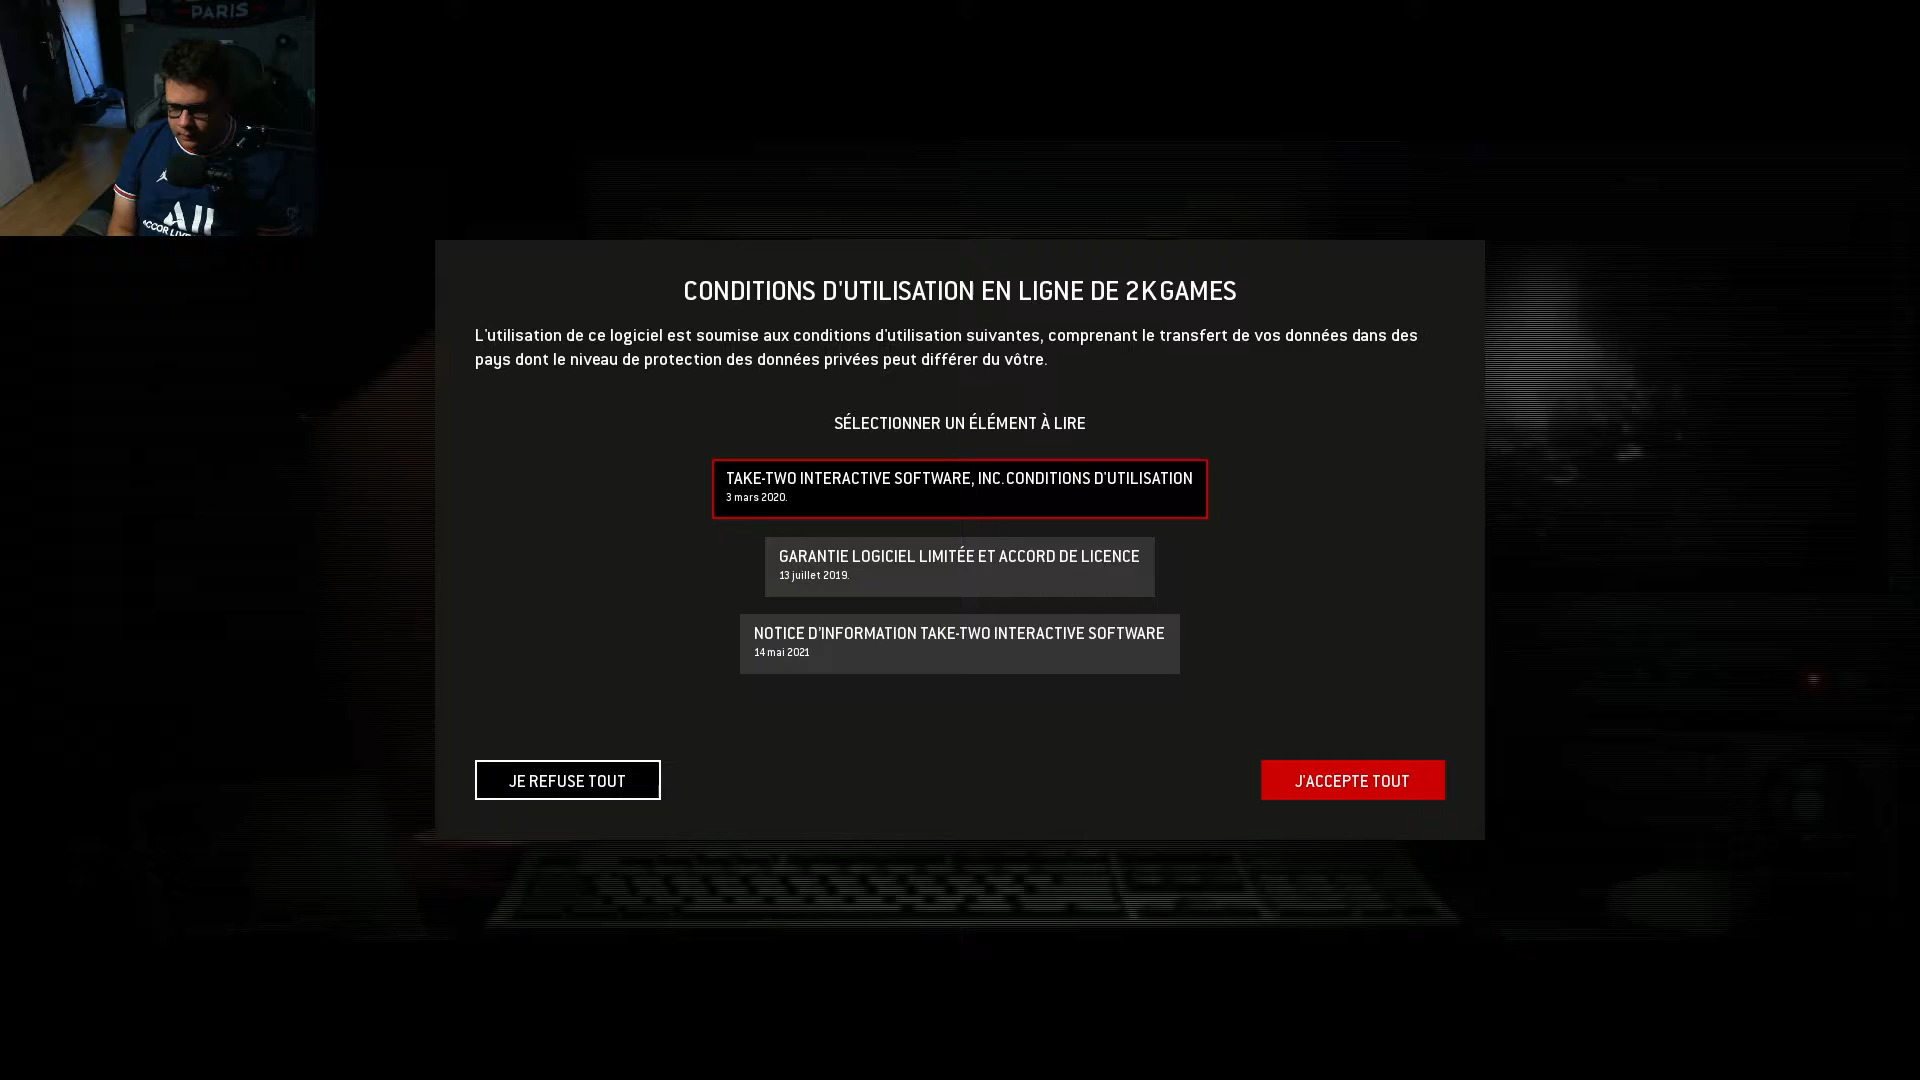 PARIS
ALL
ACCOR LIVE
CONDITIONS D'UTILISATION EN LIGNE DE 2K GAMES
L'utilisation de ce logiciel est soumise aux conditions d'utilisation suivantes, comprenant le transfert de vos données dans des
pays dont le niveau de protection des données privées peut différer du vôtre.
SÉLECTIONNER UN ÉLÉMENT À LIRE
TAKE-TWO INTERACTIVE SOFTWARE, INC. CONDITIONS D'UTILISATION
3 mars 2020.
GARANTIE LOGICIEL LIMITÉE ET ACCORD DE LICENCE
13 juillet 2019.
NOTICE D’INFORMATION TAKE-TWO INTERACTIVE SOFTWARE
14 mai 2021
JE REFUSE TOUT
J'ACCEPTE TOUT